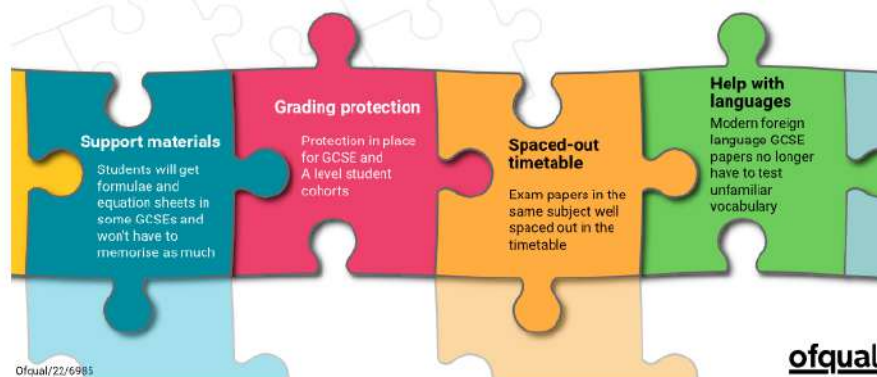 Support materials
Students will get
formulae and
equation sheets in
some GCSEs and
won't have to
memorise as much
Grading protection
Protection in place
for GCSE and
A level student
cohorts
Spaced-out
timetable
Exam papers in the
same subject well
spaced out in the
timetable
Help with
languages
Modern foreign
language GCSE
papers no longer
have to test
unfamiliar
vocabulary
Ofqual/22/6985
ofqual